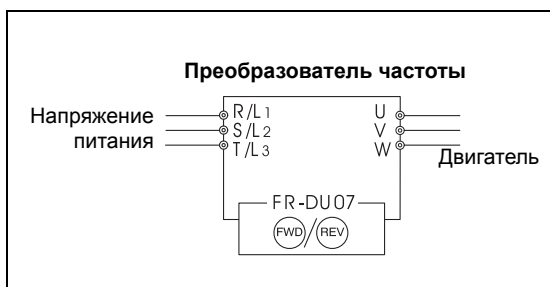 Преобразователь частоты
Напряжение питания
R/L1
S/L2
T/L3
U
V
W
Двигатель
FR-DU07
FWD/REV